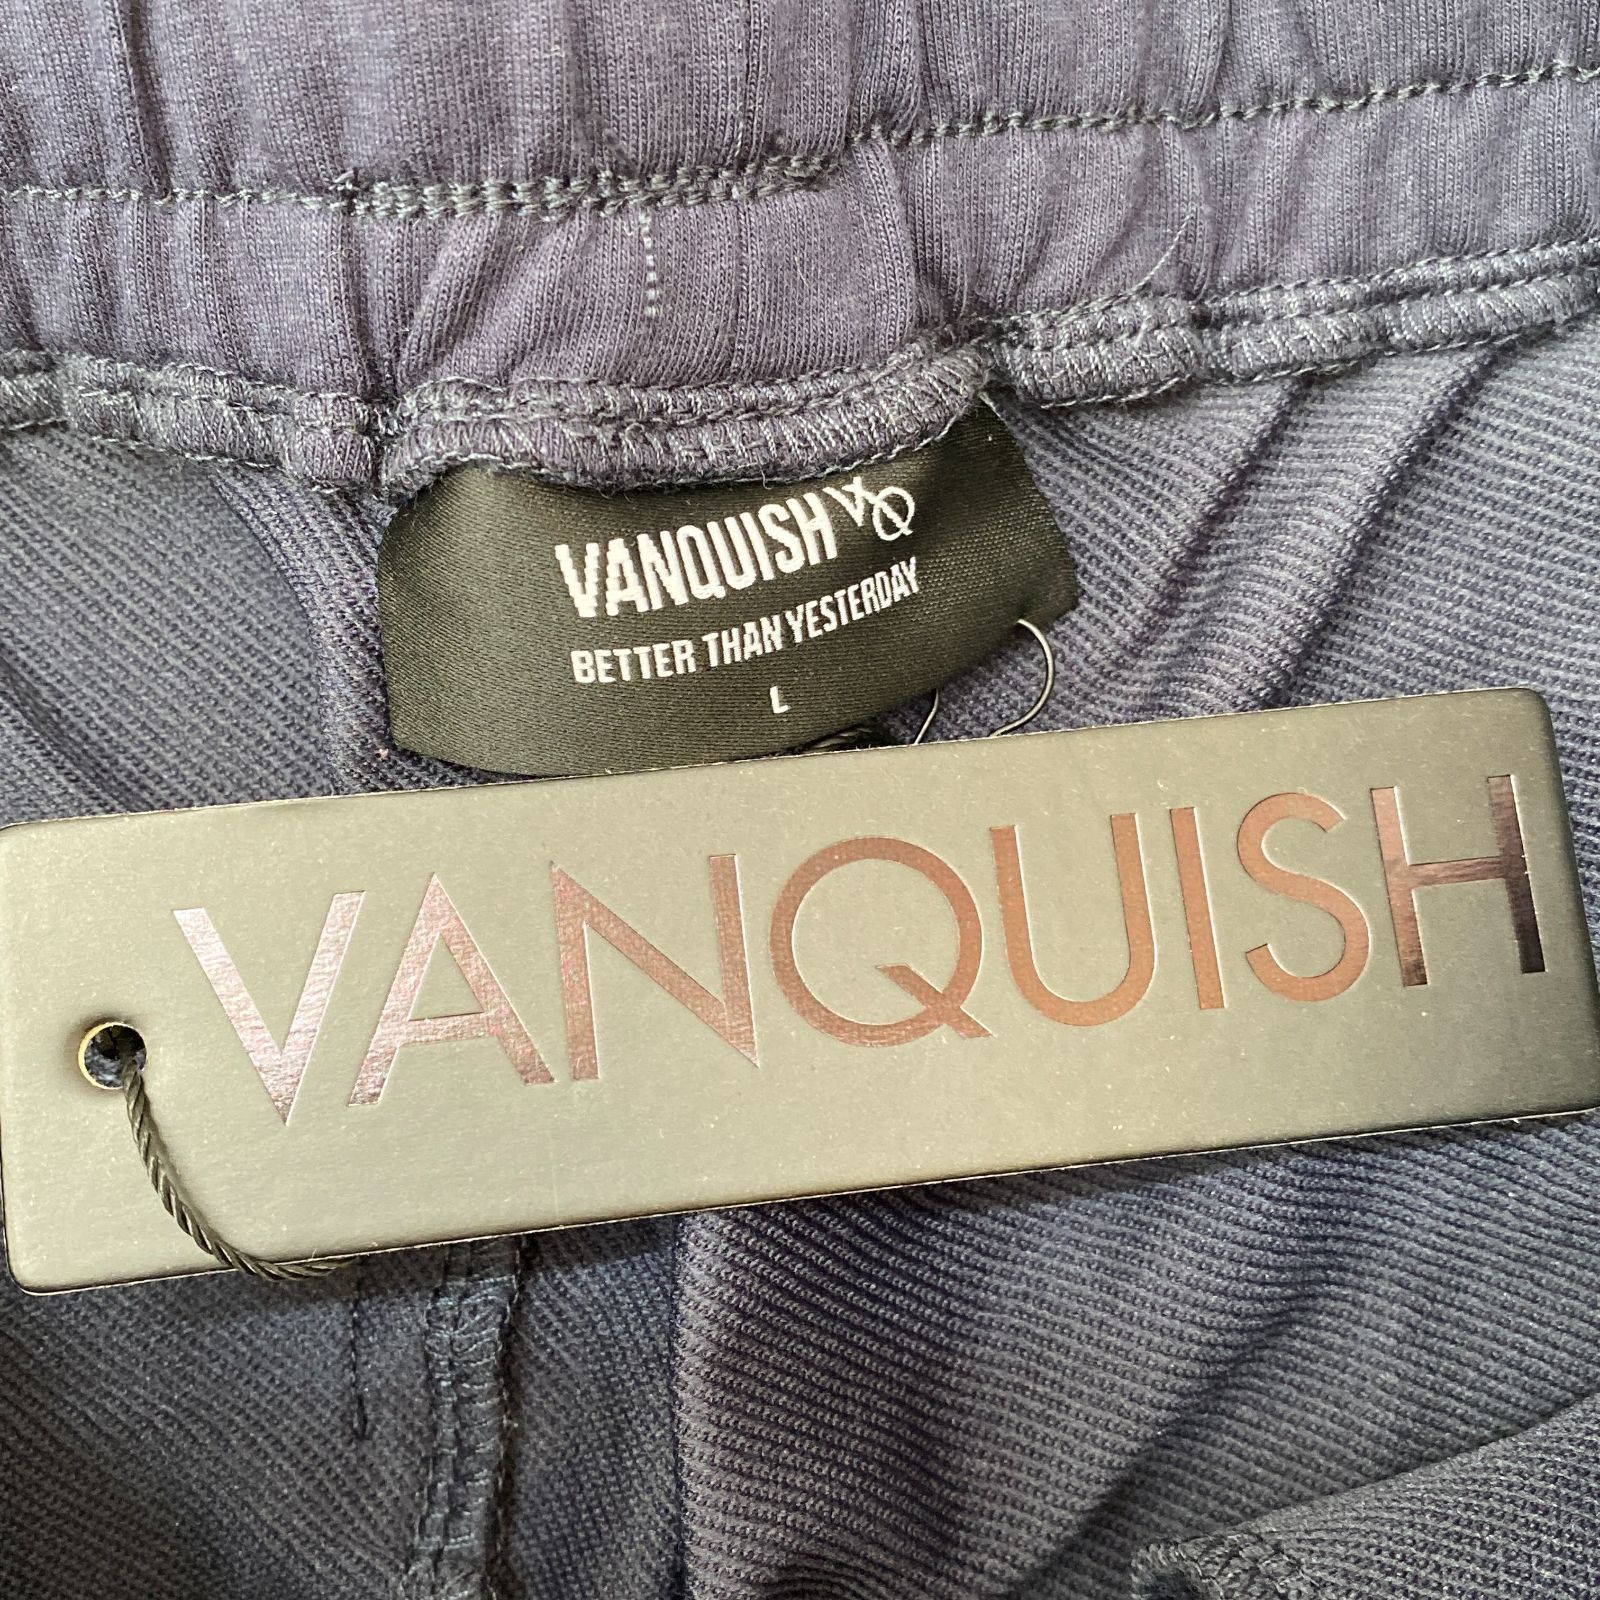 VANQUISH VQ
BETTER THAN YESTERDAY
L
VANQUISH